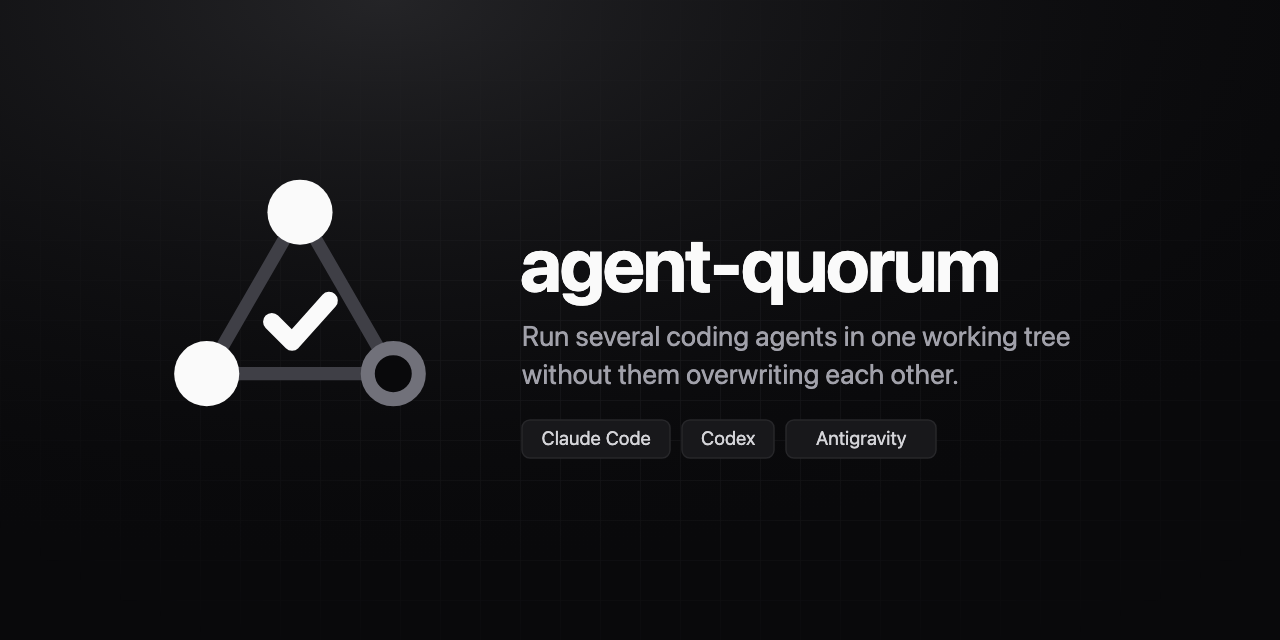 agent-quorum
Run several coding agents in one working tree
without them overwriting each other.
Claude Code
Codex
Antigravity